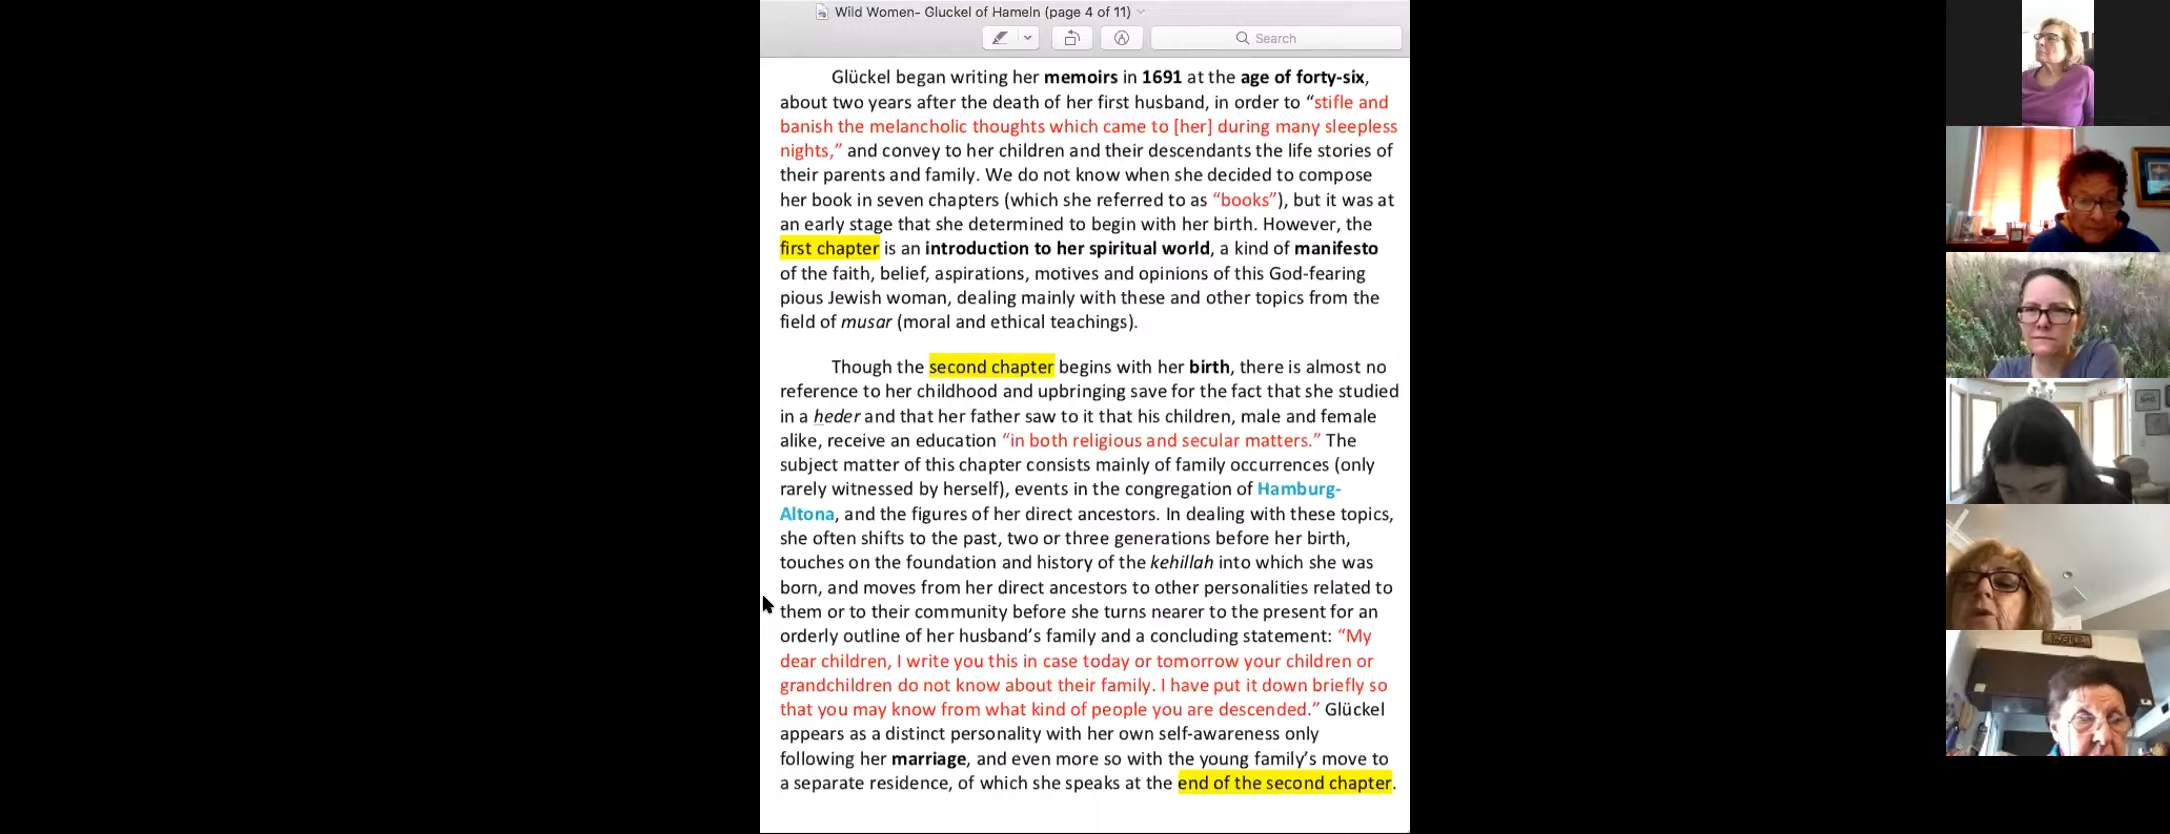 Wild Women- Gluckel of Hameln (page 4 of 11)
Search
Glückel began writing her memoirs in 1691 at the age of forty-six,
about two years after the death of her first husband, in order to “stifle and
banish the melancholic thoughts which came to [her] during many sleepless
nights,” and convey to her children and their descendants the life stories of
their parents and family. We do not know when she decided to compose
her book in seven chapters (which she referred to as “books”), but it was at
an early stage that she determined to begin with her birth. However, the
first chapter is an introduction to her spiritual world, a kind of manifesto
of the faith, belief, aspirations, motives and opinions of this God-fearing
pious Jewish woman, dealing mainly with these and other topics from the
field of musar (moral and ethical teachings).
Though the second chapter begins with her birth, there is almost no
reference to her childhood and upbringing save for the fact that she studied
in a heder and that her father saw to it that his children, male and female
alike, receive an education “in both religious and secular matters.” The
subject matter of this chapter consists mainly of family occurrences (only
rarely witnessed by herself), events in the congregation of Hamburg-
Altona, and the figures of her direct ancestors. In dealing with these topics,
she often shifts to the past, two or three generations before her birth,
touches on the foundation and history of the kehillah into which she was
born, and moves from her direct ancestors to other personalities related to
them or to their community before she turns nearer to the present for an
orderly outline of her husband’s family and a concluding statement: “My
dear children, I write you this in case today or tomorrow your children or
grandchildren do not know about their family. I have put it down briefly so
that you may know from what kind of people you are descended.” Glückel
appears as a distinct personality with her own self-awareness only
following her marriage, and even more so with the young family’s move to
a separate residence, of which she speaks at the end of the second chapter.